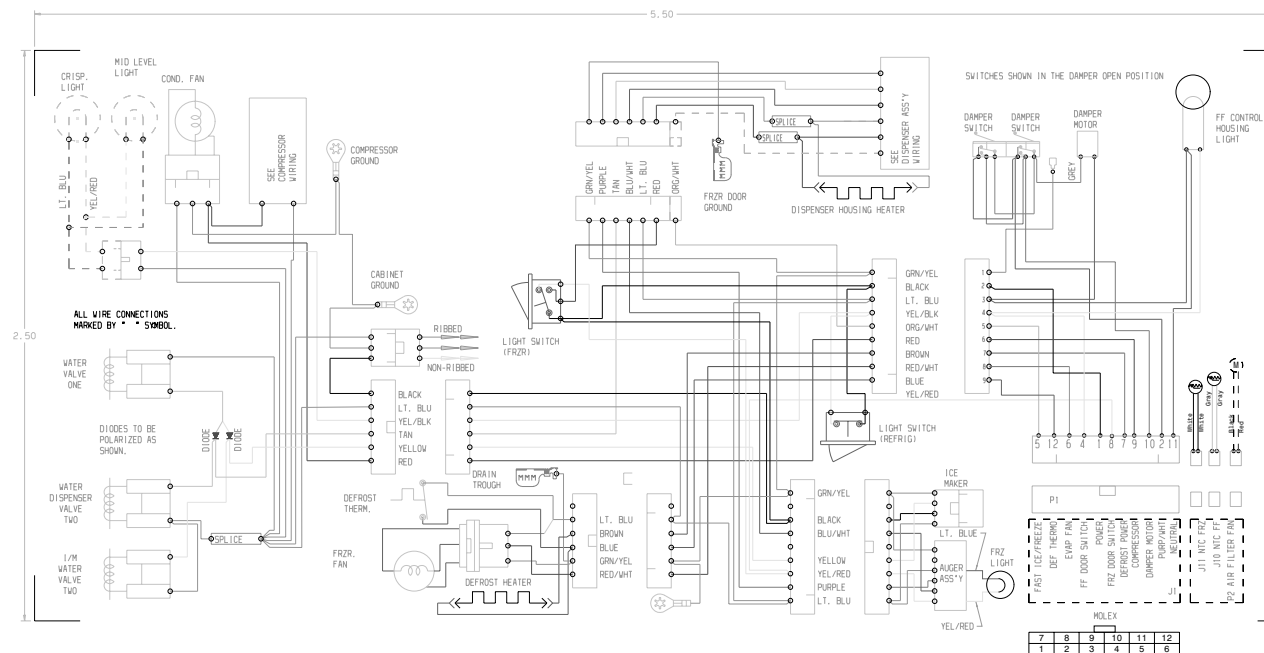 5.50
2.50
CRISP.
LIGHT
MID LEVEL
LIGHT
COND. FAN
LT. BLU
YEL/RED
SEE
COMPRESSOR
WIRING
COMPRESSOR
GROUND
CABINET
GROUND
ALL WIRE CONNECTIONS
MARKED BY " " SYMBOL.
RIBBED
NON-RIBBED
WATER
VALVE
ONE
DIODES TO BE
POLARIZED AS
SHOWN.
DIODE
DIODE
WATER
DISPENSER
VALVE
TWO
I/M
WATER
VALVE
TWO
SPLICE
BLACK
LT. BLU
YEL/BLK
TAN
YELLOW
RED
GRN/YEL
PURPLE
TAN
BLU/WHT
LT. BLU
RED
ORG/WHT
SPLICE
SPLICE
SEE
DISPENSER ASS'Y
WIRING
FRZR DOOR
GROUND
DISPENSER HOUSING HEATER
LIGHT SWITCH
(FRZR)
GRN/YEL
BLACK
LT. BLU
YEL/BLK
ORG/WHT
RED
BROWN
RED/WHT
BLUE
YEL/RED
1
2
3
4
5
6
7
8
9
LIGHT SWITCH
(REFRIG)
SWITCHES SHOWN IN THE DAMPER OPEN POSITION
DAMPER
SWITCH
DAMPER
SWITCH
DAMPER
MOTOR
GREY
FF CONTROL
HOUSING
LIGHT
DRAIN
TROUGH
DEFROST
THERM.
FRZR.
FAN
DEFROST HEATER
LT. BLU
BROWN
BLUE
GRN/YEL
RED/WHT
GRN/YEL
BLACK
BLU/WHT
YELLOW
YEL/RED
PURPLE
LT. BLU
ICE
MAKER
LT. BLUE
AUGER
ASS'Y
FRZ
LIGHT
YEL/RED
White
White
Gray
Gray
M
Black
Red
5 12 6 4 1 8 7 9 10 2 11
P1
FAST ICE/FREEZE
DEF THERMO
EVAP FAN
FF DOOR SWITCH
POWER
FRZ DOOR SWITCH
DEFROST POWER
COMPRESSOR
DAMPER MOTOR
PURP/WHT
NEUTRAL
J1
J11 NTC FRZ
J10 NTC FF
P2 AIR FILTER FAN
MOLEX
7 8 9 10 11 12
1 2 3 4 5 6